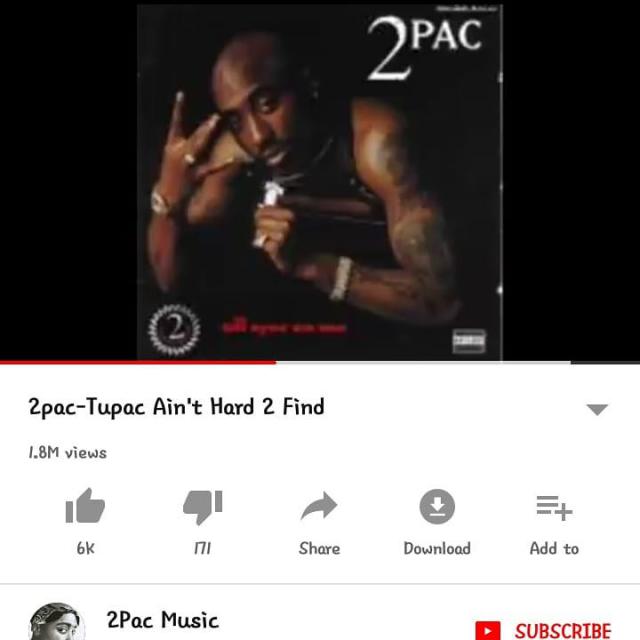 2PAC
2
all eyez on me
2pac-Tupac Ain't Hard 2 Find
1.8M views
6K
171
Share
Download
Add to
2Pac Music
SUBSCRIBE